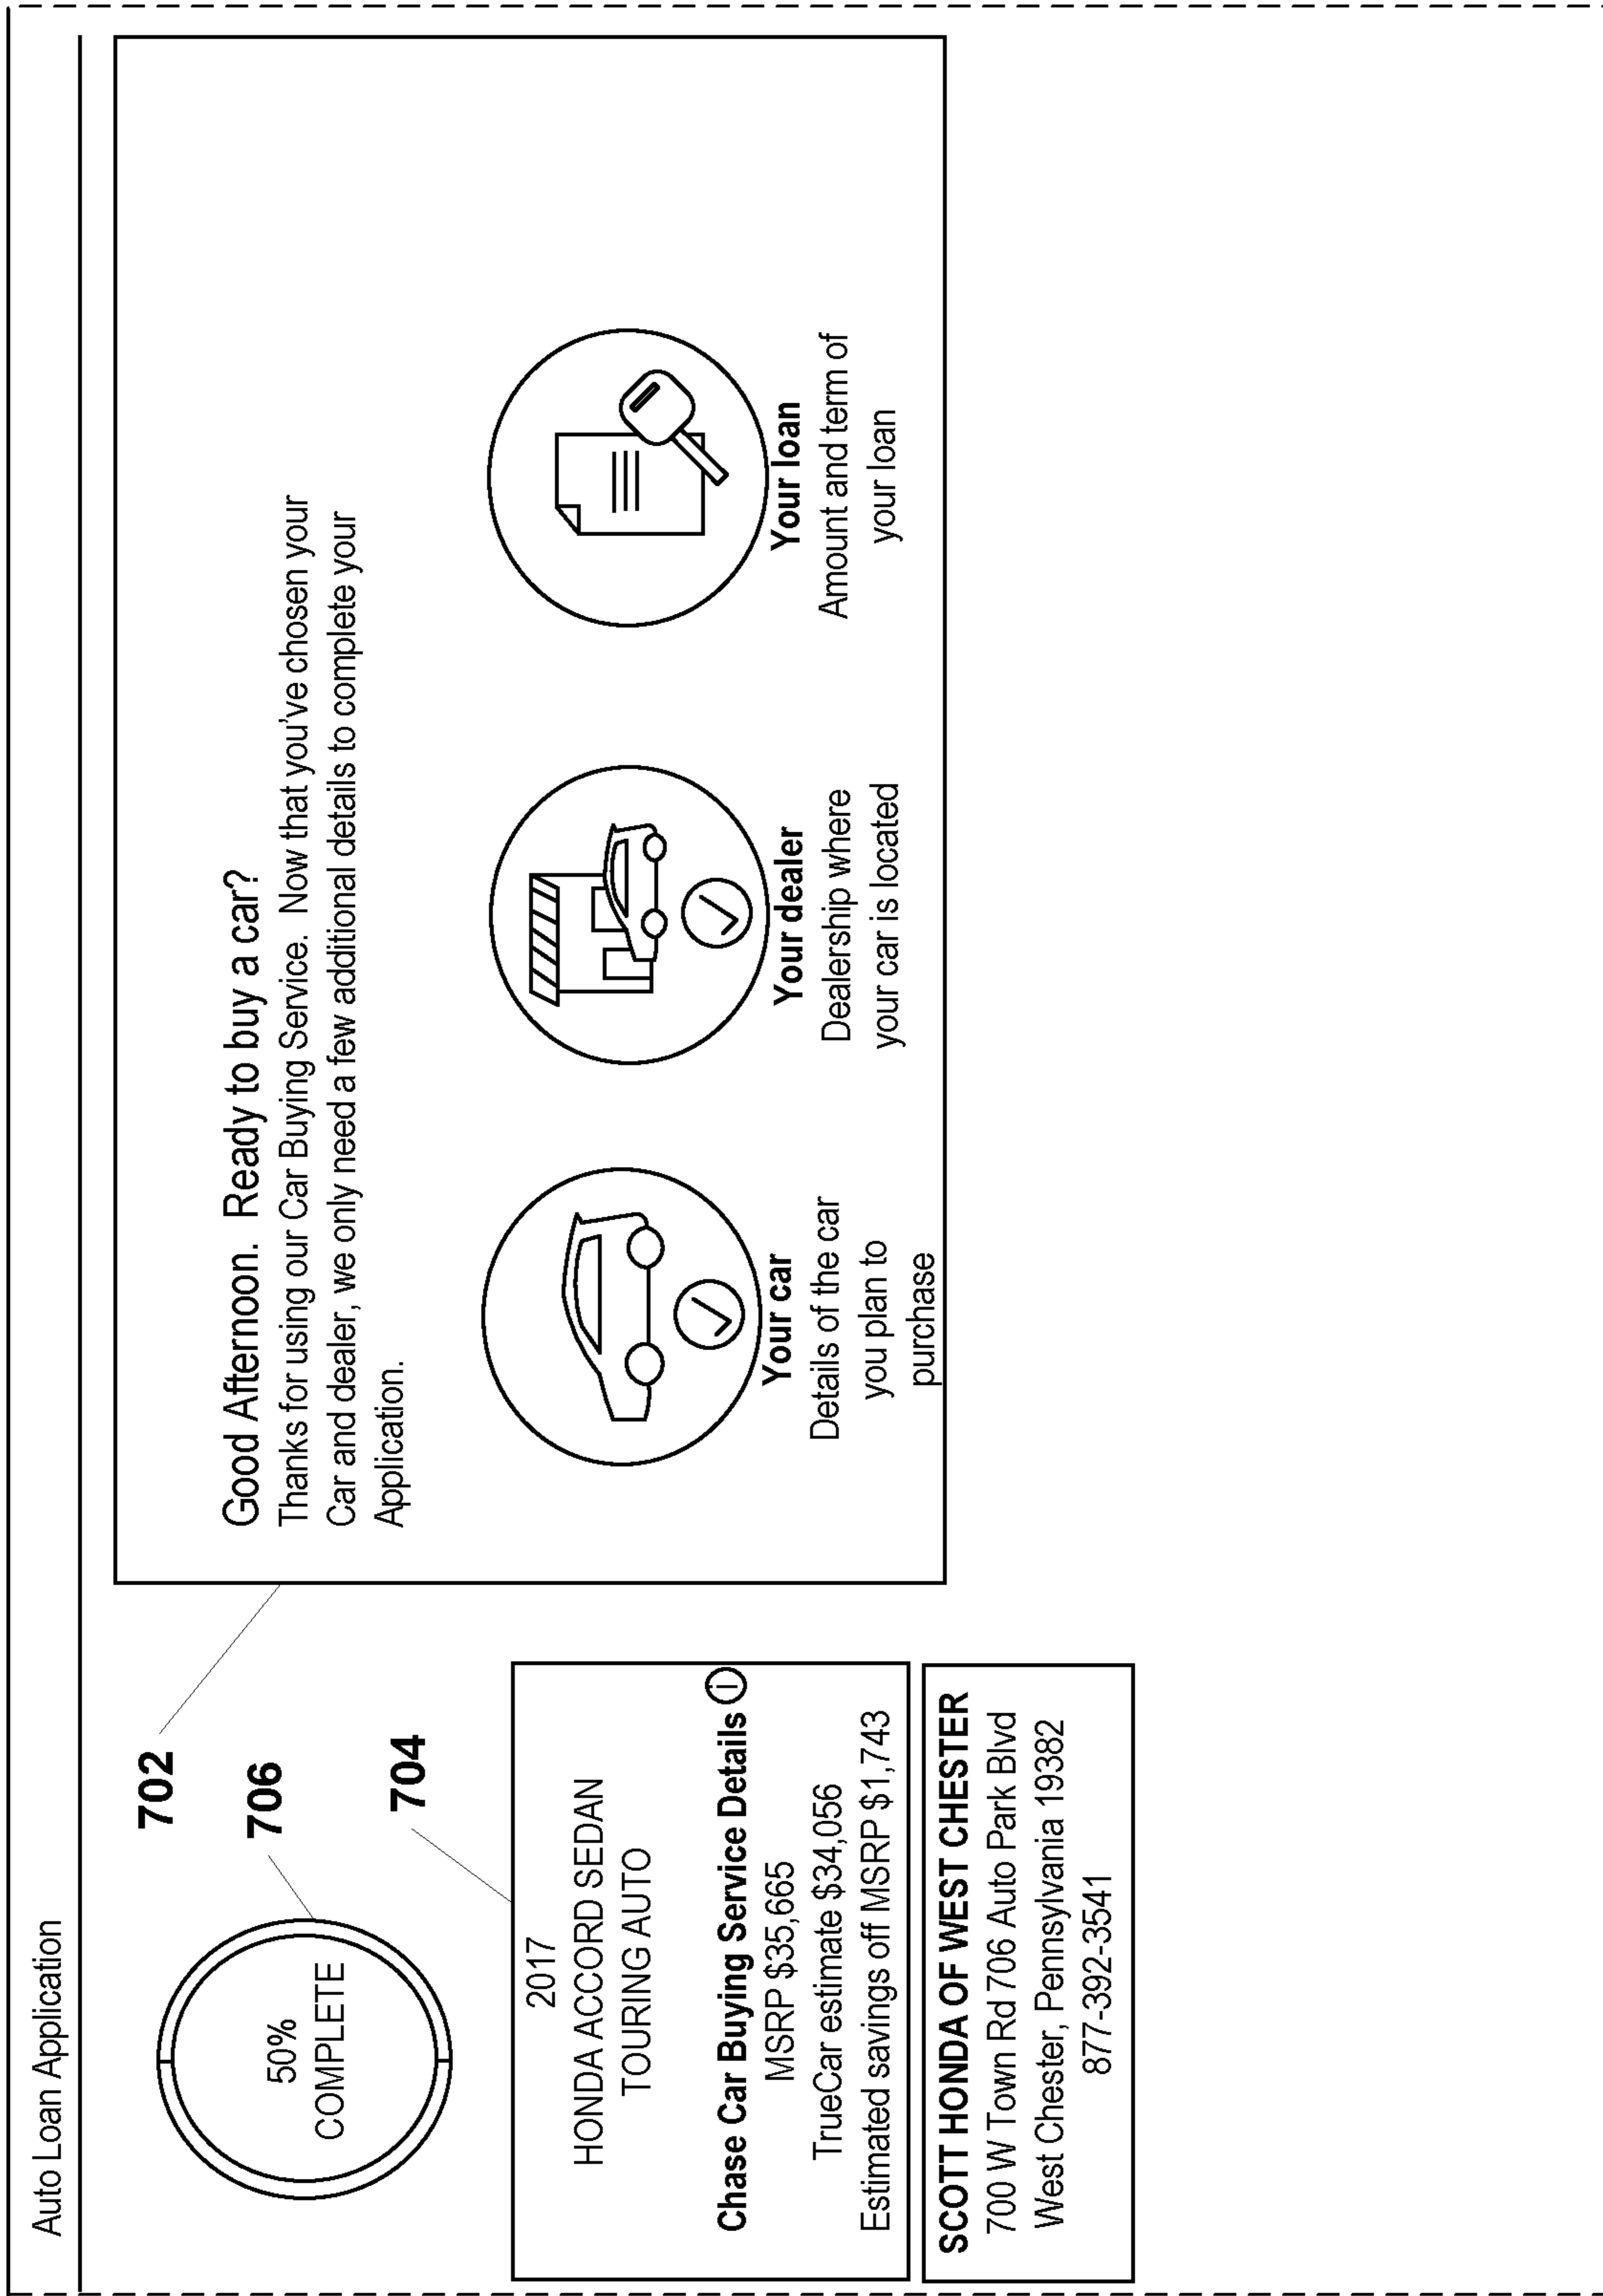 Auto Loan Application
702
706
704
50%
COMPLETE
2017
HONDA ACCORD SEDAN
TOURING AUTO
Chase Car Buying Service Details i
MSRP $35,665
TrueCar estimate $34,056
Estimated savings off MSRP $1,743
SCOTT HONDA OF WEST CHESTER
700 W Town Rd 706 Auto Park Blvd
West Chester, Pennsylvania 19382
877-392-3541
Good Afternoon. Ready to buy a car?
Thanks for using our Car Buying Service. Now that you've chosen your
Car and dealer, we only need a few additional details to complete your
Application.
Your car
Details of the car
you plan to
purchase
Your dealer
Dealership where
your car is located
Your loan
Amount and term of
your loan